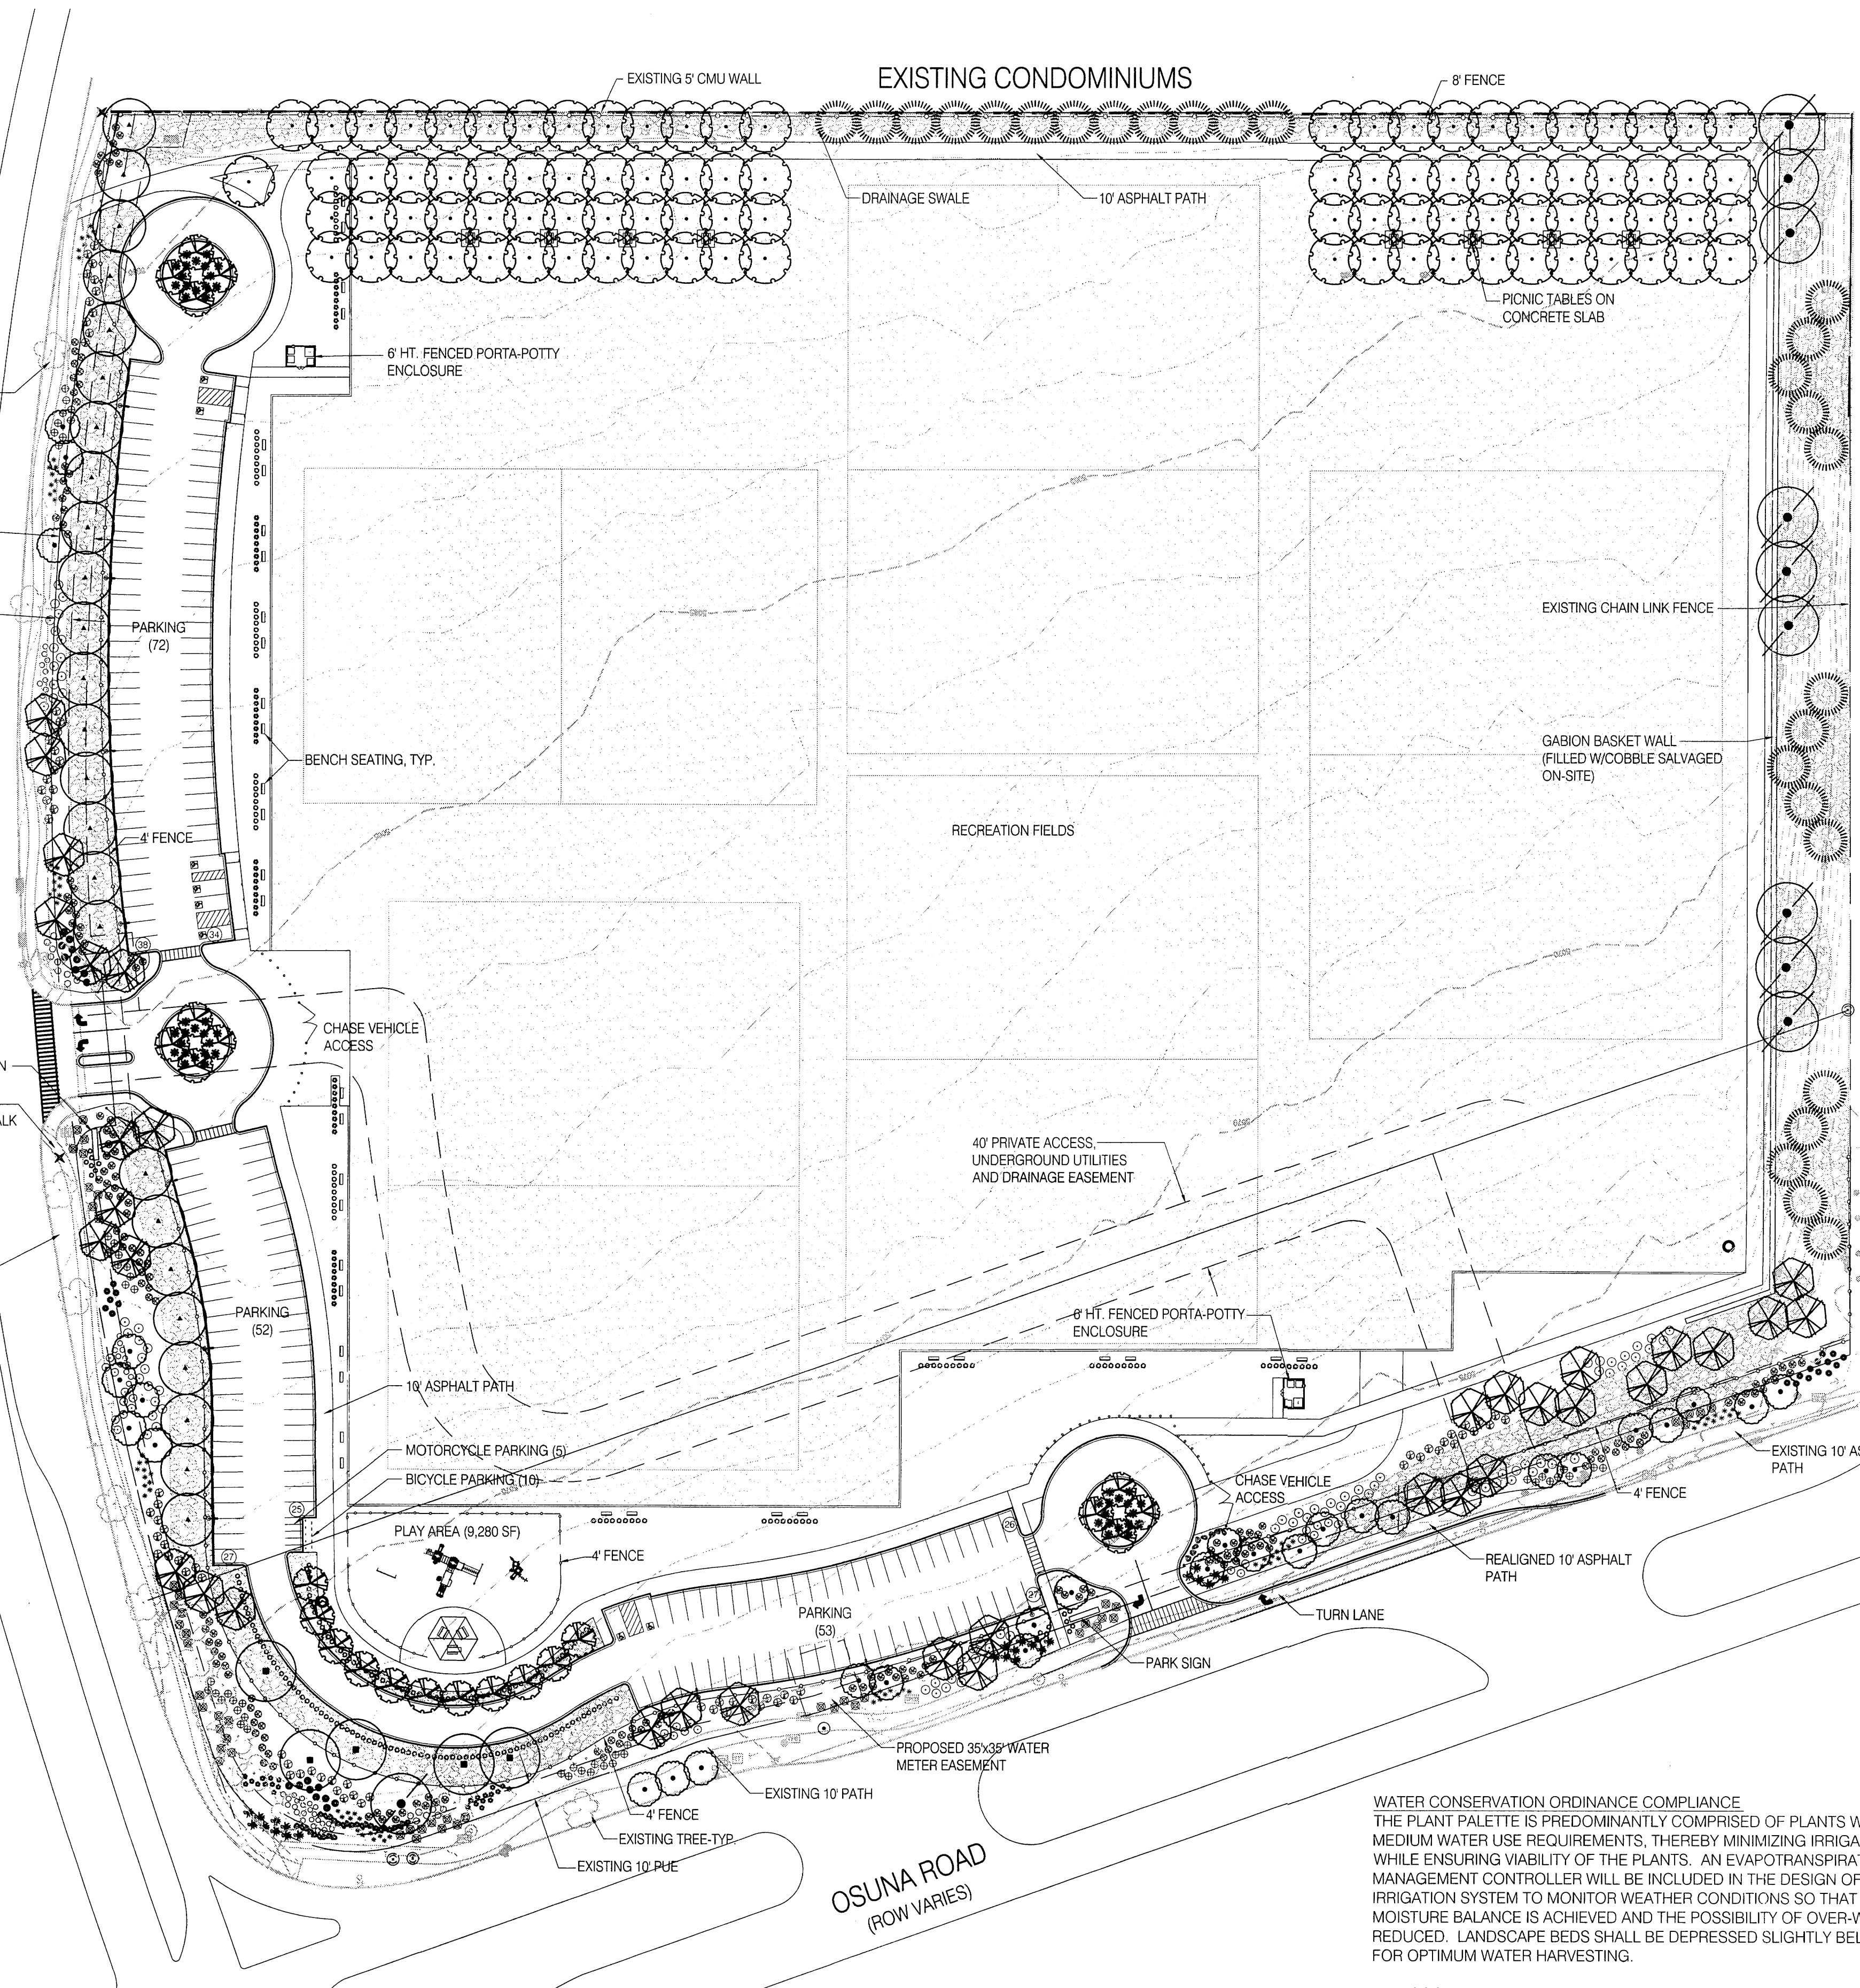 EXISTING 5' CMU WALL
EXISTING CONDOMINIUMS
8' FENCE
DRAINAGE SWALE
10' ASPHALT PATH
PICNIC TABLES ON
CONCRETE SLAB
6' HT. FENCED PORTA-POTTY
ENCLOSURE
EXISTING CHAIN LINK FENCE
PARKING
(72)
GABION BASKET WALL
(FILLED W/COBBLE SALVAGED
ON-SITE)
BENCH SEATING, TYP.
RECREATION FIELDS
4' FENCE
38
34
CHASE VEHICLE
ACCESS
N
ALK
40' PRIVATE ACCESS,
UNDERGROUND UTILITIES
AND DRAINAGE EASEMENT
PARKING
(52)
6' HT. FENCED PORTA-POTTY
ENCLOSURE
10' ASPHALT PATH
MOTORCYCLE PARKING (5)
BICYCLE PARKING (10)
EXISTING 10' AS
PATH
CHASE VEHICLE
ACCESS
4' FENCE
25
26
PLAY AREA (9,280 SF)
4' FENCE
27
REALIGNED 10' ASPHALT
PATH
27
PARKING
(53)
TURN LANE
PARK SIGN
PROPOSED 35'x35' WATER
METER EASEMENT
EXISTING 10' PATH
4' FENCE
EXISTING TREE-TYP.
EXISTING 10' PUE
OSUNA ROAD
(ROW VARIES)
WATER CONSERVATION ORDINANCE COMPLIANCE
THE PLANT PALETTE IS PREDOMINANTLY COMPRISED OF PLANTS W
MEDIUM WATER USE REQUIREMENTS, THEREBY MINIMIZING IRRIGA
WHILE ENSURING VIABILITY OF THE PLANTS. AN EVAPOTRANSPIRAT
MANAGEMENT CONTROLLER WILL BE INCLUDED IN THE DESIGN OF
IRRIGATION SYSTEM TO MONITOR WEATHER CONDITIONS SO THAT
MOISTURE BALANCE IS ACHIEVED AND THE POSSIBILITY OF OVER-W
REDUCED. LANDSCAPE BEDS SHALL BE DEPRESSED SLIGHTLY BEL
FOR OPTIMUM WATER HARVESTING.